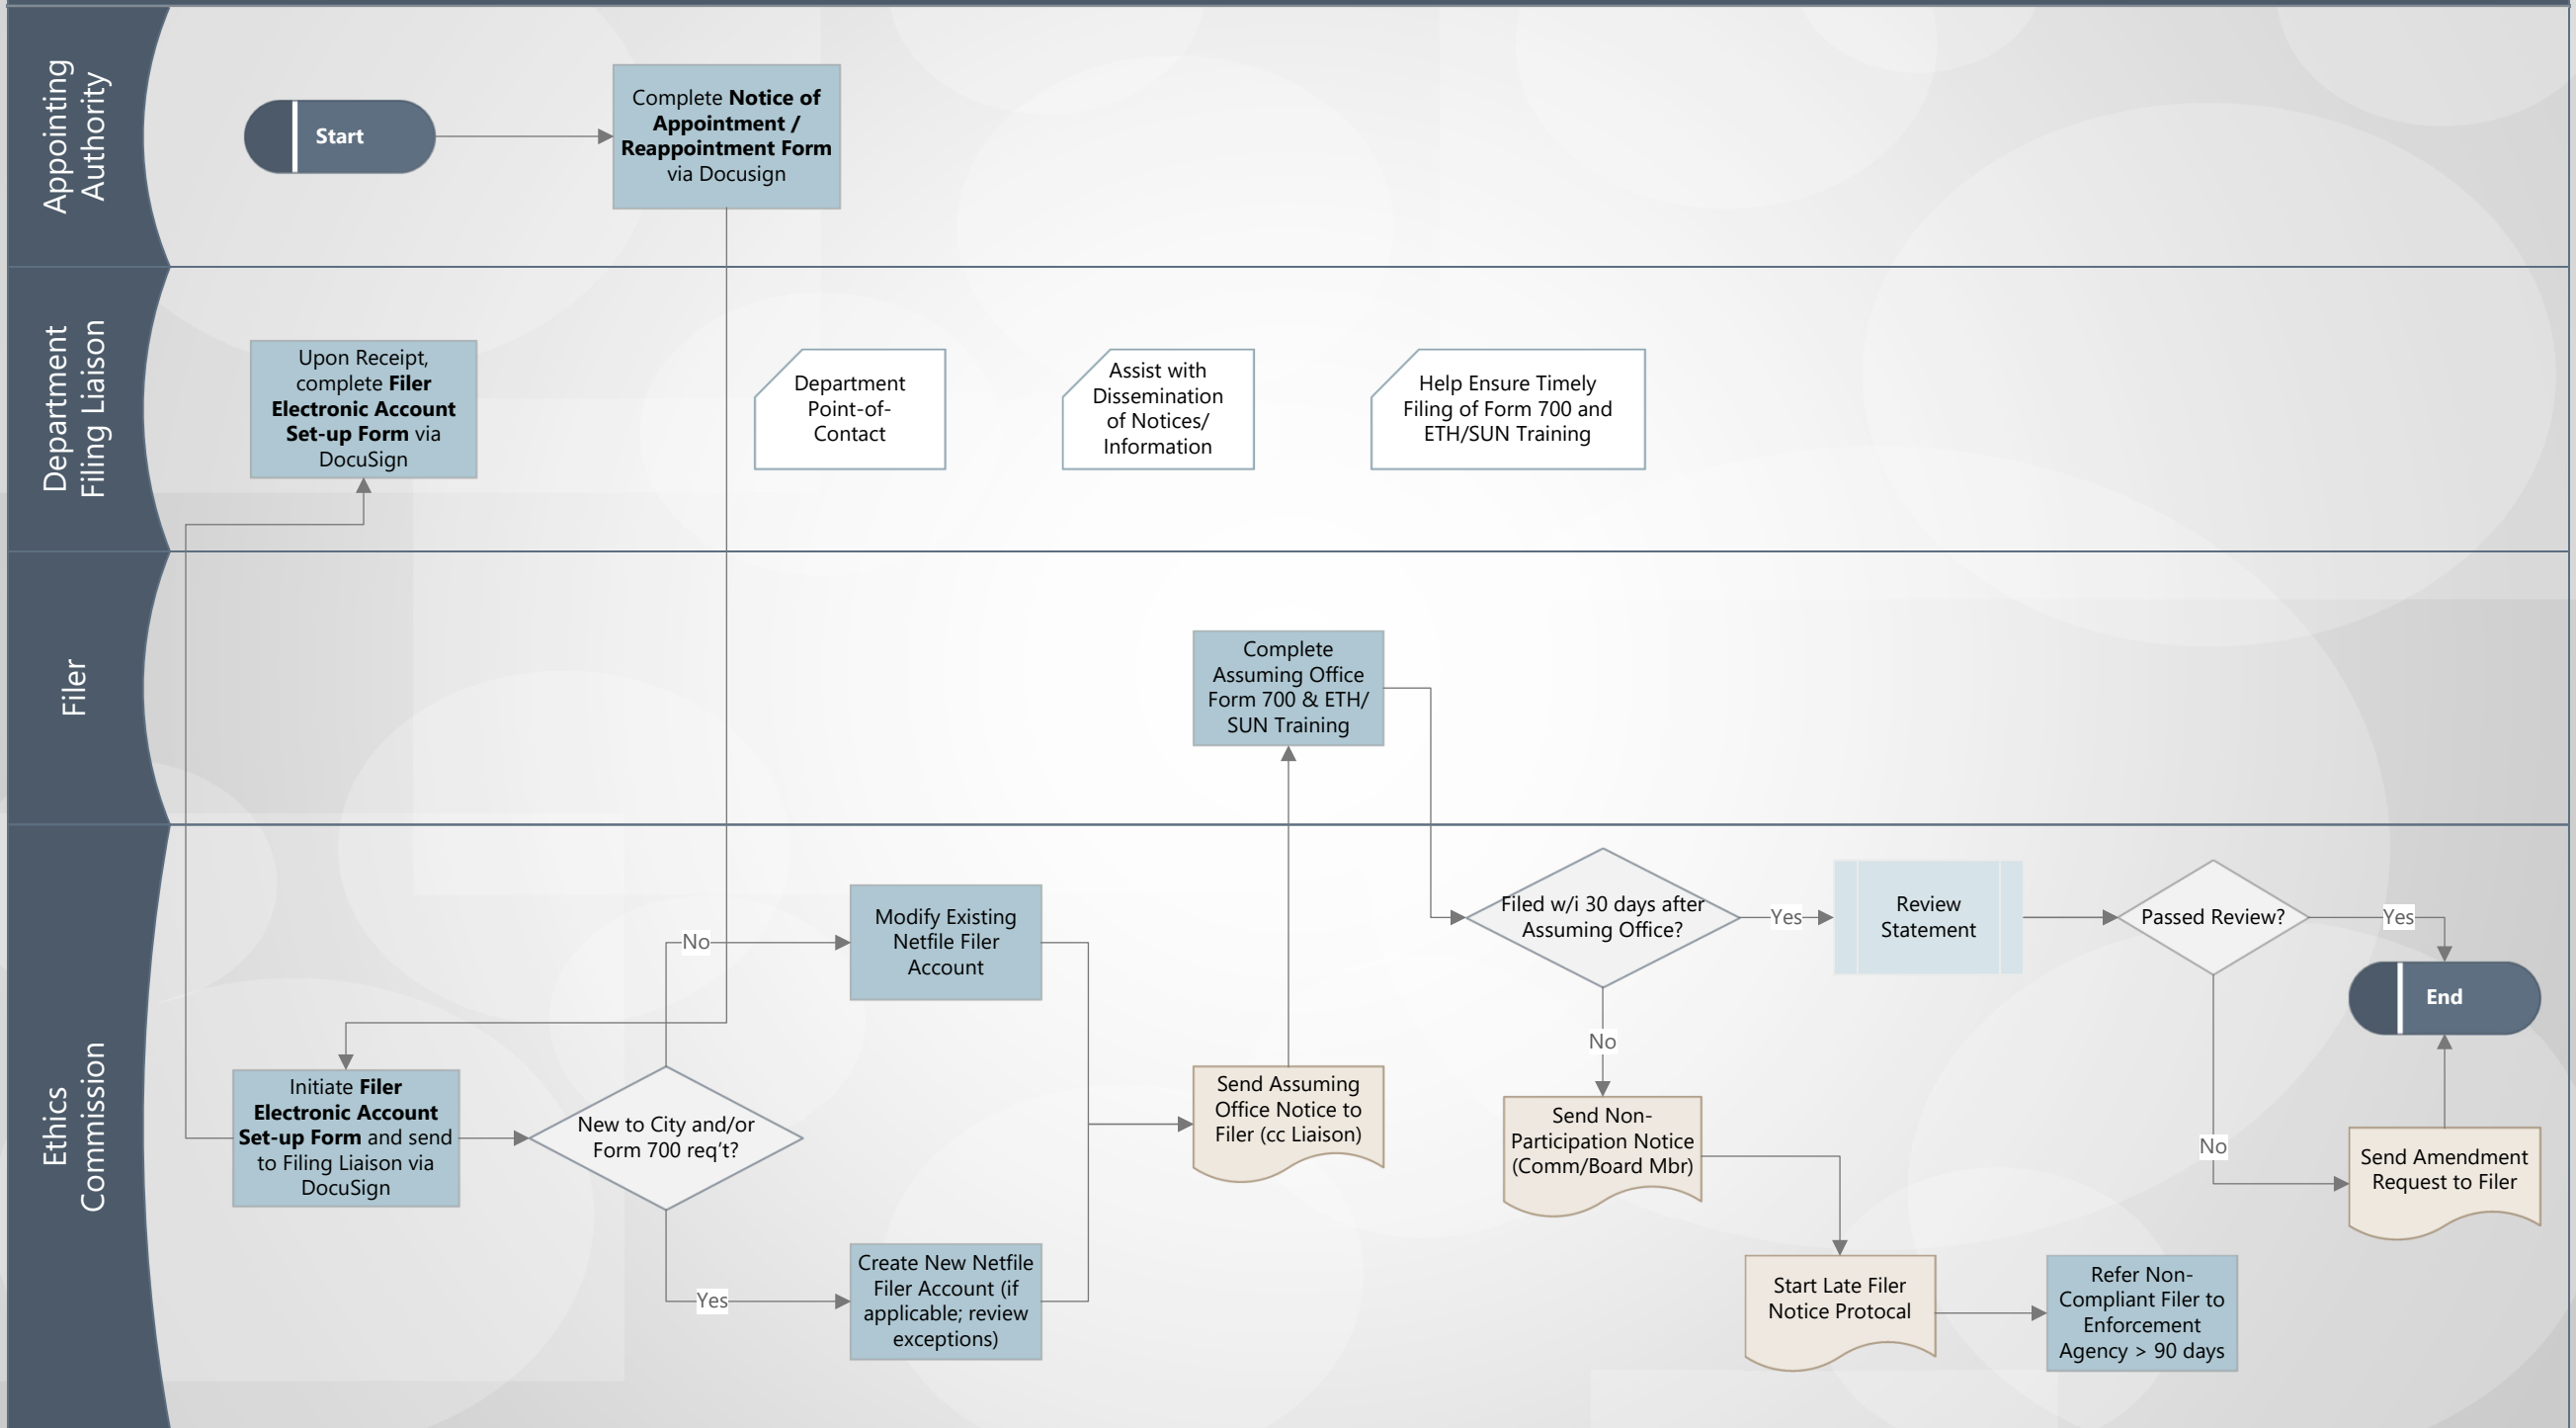 Appointing
Authority
Start
Complete Notice of
Appointment /
Reappointment Form
via Docusign
Department
Filing Liaison
Upon Receipt,
complete Filer
Electronic Account
Set-up Form via
DocuSign
Department
Point-of-
Contact
Assist with
Dissemination
of Notices/
Information
Help Ensure Timely
Filing of Form 700 and
ETH/SUN Training
Filer
Complete
Assuming Office
Form 700 & ETH/
SUN Training
Ethics
Commission
Initiate Filer
Electronic Account
Set-up Form and send
to Filing Liaison via
DocuSign
New to City and/or
Form 700 req't?
No
Modify Existing
Netfile Filer
Account
Yes
Create New Netfile
Filer Account (if
applicable; review
exceptions)
Send Assuming
Office Notice to
Filer (cc Liaison)
Filed w/i 30 days after
Assuming Office?
Yes
Review
Statement
Passed Review?
Yes
End
No
Send Non-
Participation Notice
(Comm/Board Mbr)
No
Send Amendment
Request to Filer
Start Late Filer
Notice Protocal
Refer Non-
Compliant Filer to
Enforcement
Agency > 90 days